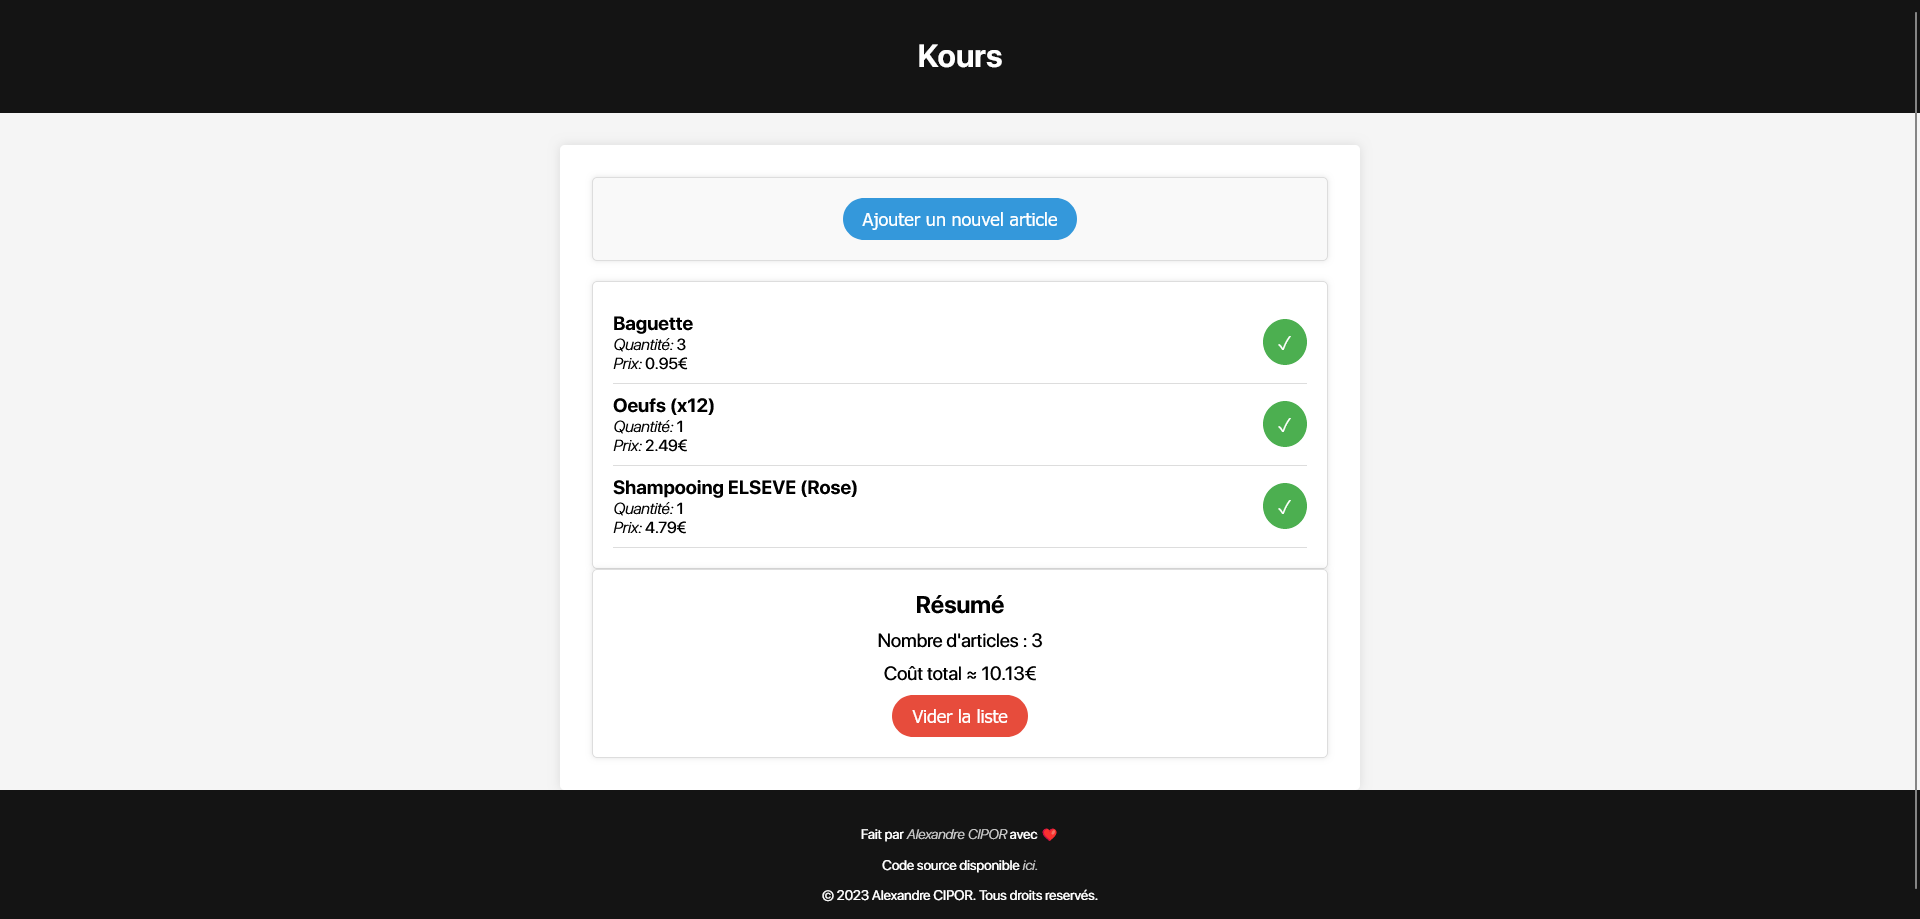 Kours
Ajouter un nouvel article
Baguette
Quantité: 3
Prix: 0.95€
✓
Oeufs (x12)
Quantité: 1
Prix: 2.49€
✓
Shampooing ELSEVE (Rose)
Quantité: 1
Prix: 4.79€
✓
Résumé
Nombre d'articles : 3
Coût total ≈ 10.13€
Vider la liste
Fait par Alexandre CIPOR avec ❤️
Code source disponible ici.
© 2023 Alexandre CIPOR. Tous droits reservés.